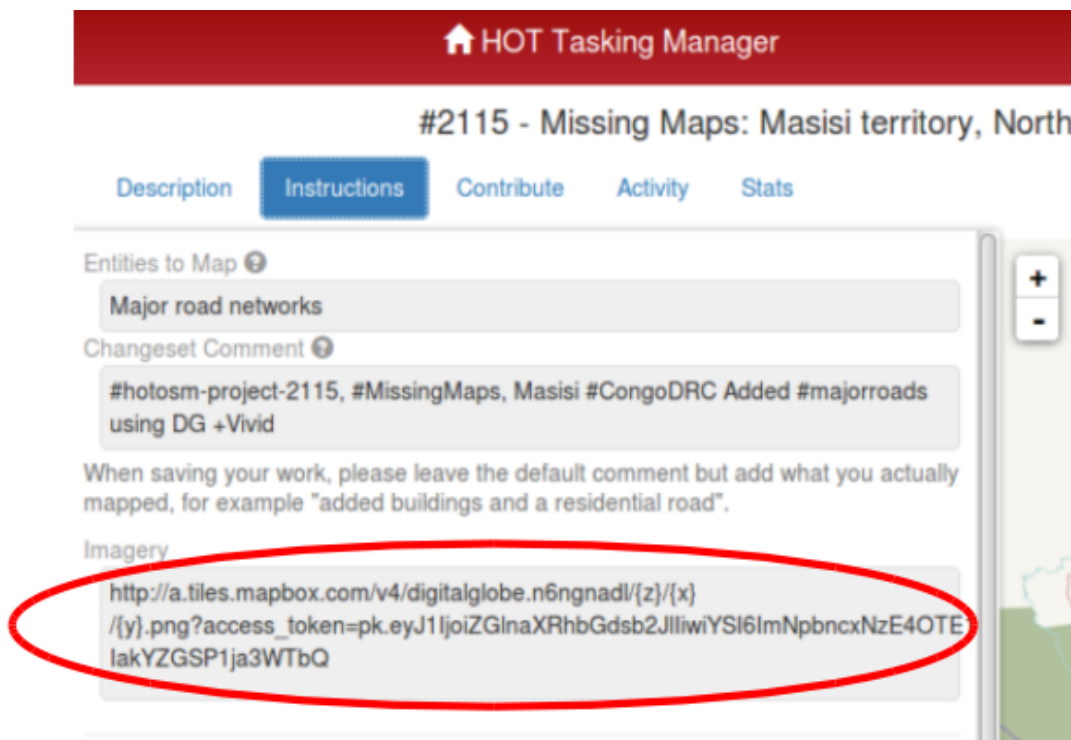 HOT Tasking Manager
#2115 - Missing Maps: Masisi territory, North
Description Instructions Contribute Activity Stats
Entities to Map
Major road networks
Changeset Comment
#hotosm-project-2115, #MissingMaps, Masisi #CongoDRC Added #majorroads
using DG +Vivid
When saving your work, please leave the default comment but add what you actually
mapped, for example "added buildings and a residential road".
Imagery
http://a.tiles.mapbox.com/v4/digitalglobe.n6ngnadl/{z}/{x}
/{y}.png?access_token=pk.eyJ1IjoiZGlnaXRhbGdsb2JlIiwiYSI6ImNpbncxNzE4OTE
IakYZGSP1ja3WTbQ
+
-